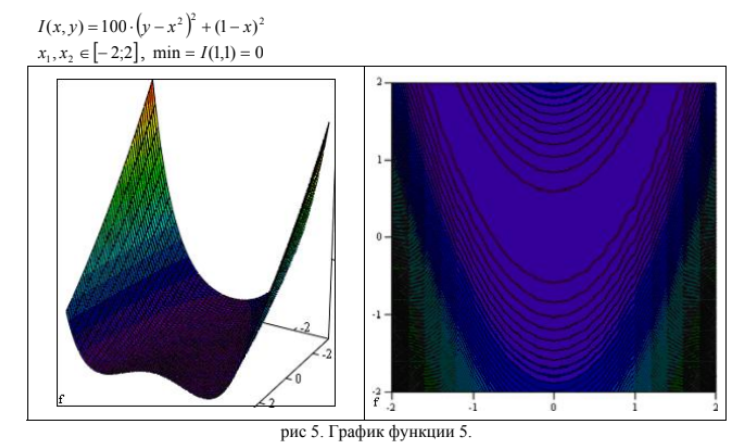 I(x, y) = 100·(y − x²)² + (1 − x)²
x₁, x₂ ∈ [− 2;2], min = I(1,1) = 0
-2
-2
0
2
f
2
1
0
-1
-2
f
-2
-1
0
1
2
рис 5. График функции 5.